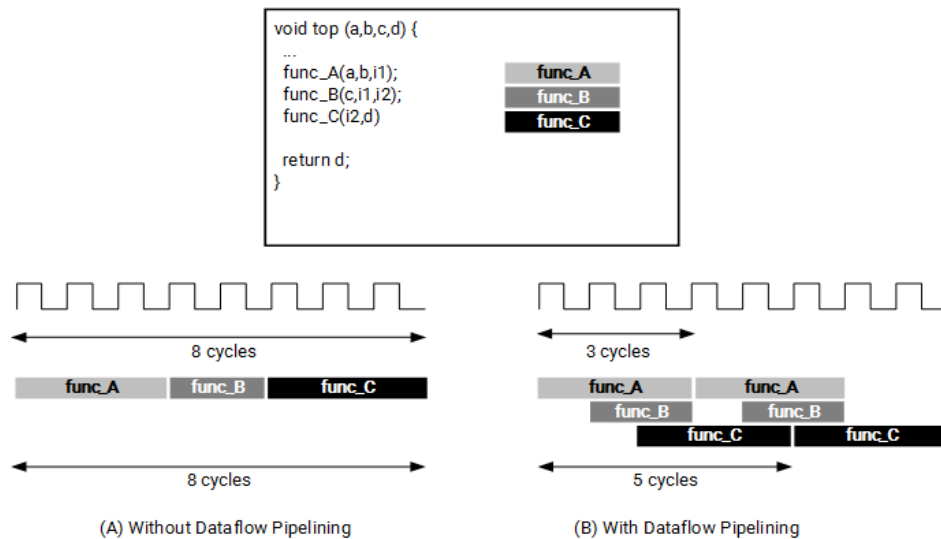 void top (a,b,c,d) {
...
func_A(a,b,i1);
func_B(c,i1,i2);
func_C(i2,d)
return d;
}
func_A
func_B
func_C
8 cycles
func_A func_B func_C
8 cycles
(A) Without Dataflow Pipelining
3 cycles
func_A func_A
func_B func_B
func_C func_C
5 cycles
(B) With Dataflow Pipelining